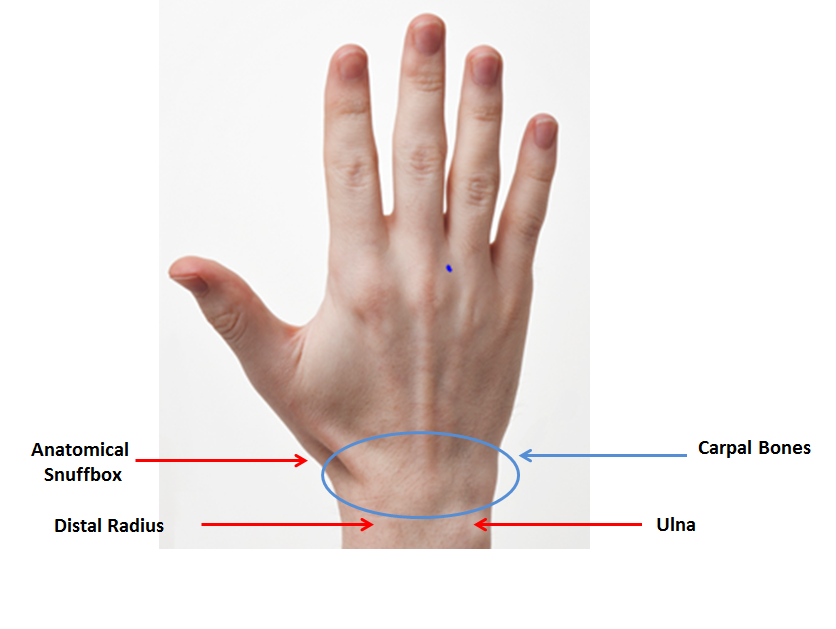 Anatomical
Snuffbox
Carpal Bones
Distal Radius
Ulna